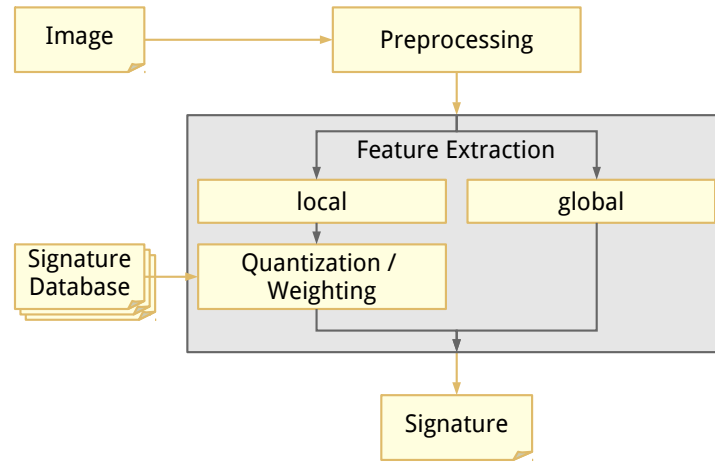 Image
Preprocessing
Feature Extraction
local
global
Signature
Database
Quantization /
Weighting
Signature